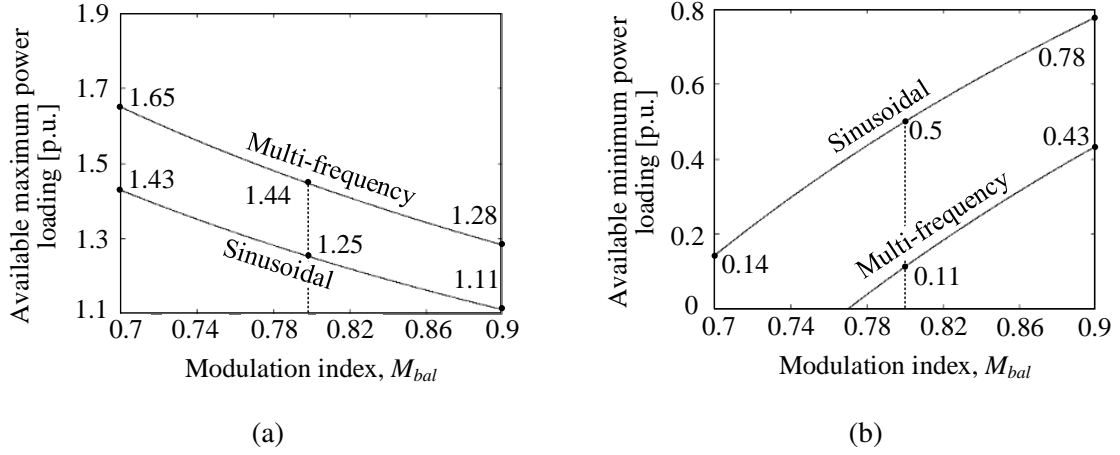 Available maximum power
loading [p.u.]
1.9
1.7
1.5
1.3
1.1
1.65
1.43
Multi-frequency
1.44
1.28
1.25
Sinusoidal
1.11
0.7
0.74
0.78
0.82
0.86
0.9
Modulation index, M_bal
(a)
Available minimum power
loading [p.u.]
0.8
0.6
0.4
0.2
0
0.78
Sinusoidal
0.5
0.43
Multi-frequency
0.14
0.11
0.7
0.74
0.78
0.82
0.86
0.9
Modulation index, M_bal
(b)